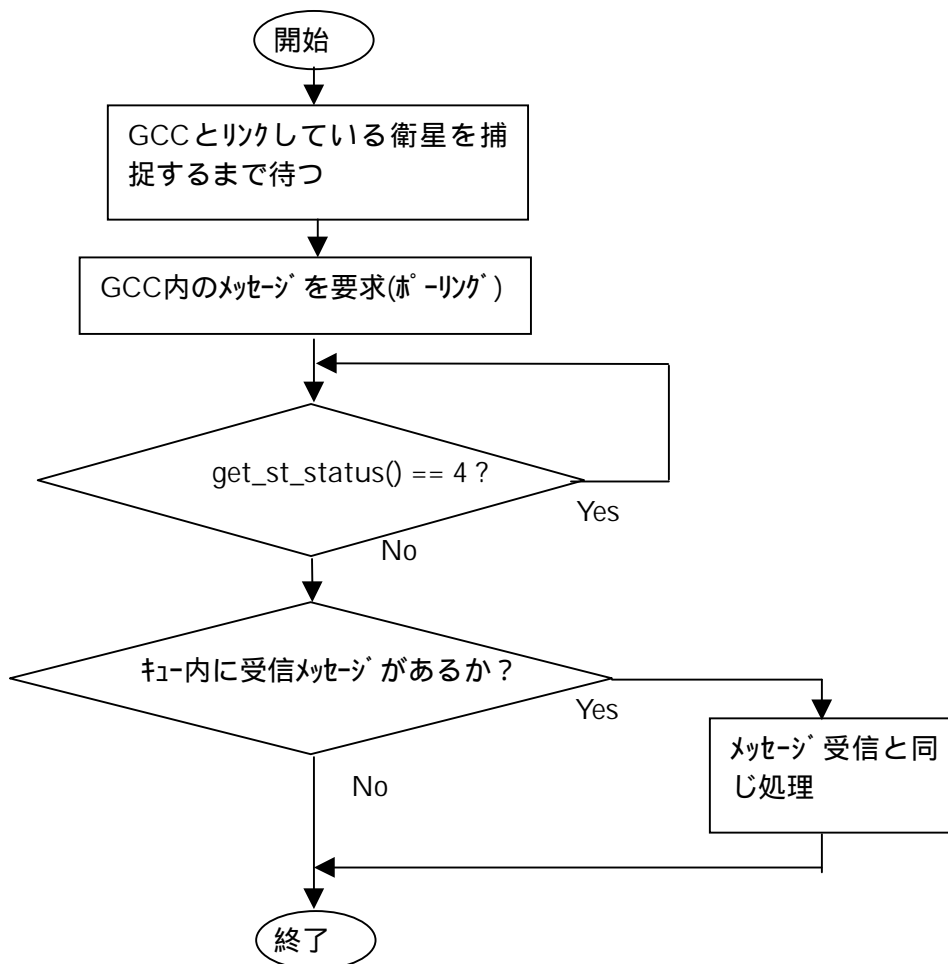 開始
GCCとﾘﾝｸしている衛星を捕
捉するまで待つ
GCC内のﾒｯｾｰｼﾞを要求(ﾎﾟｰﾘﾝｸﾞ)
get_st_status() == 4 ?
Yes
No
ｷｭｰ内に受信ﾒｯｾｰｼﾞがあるか？
Yes
ﾒｯｾｰｼﾞ受信と同
じ処理
No
終了